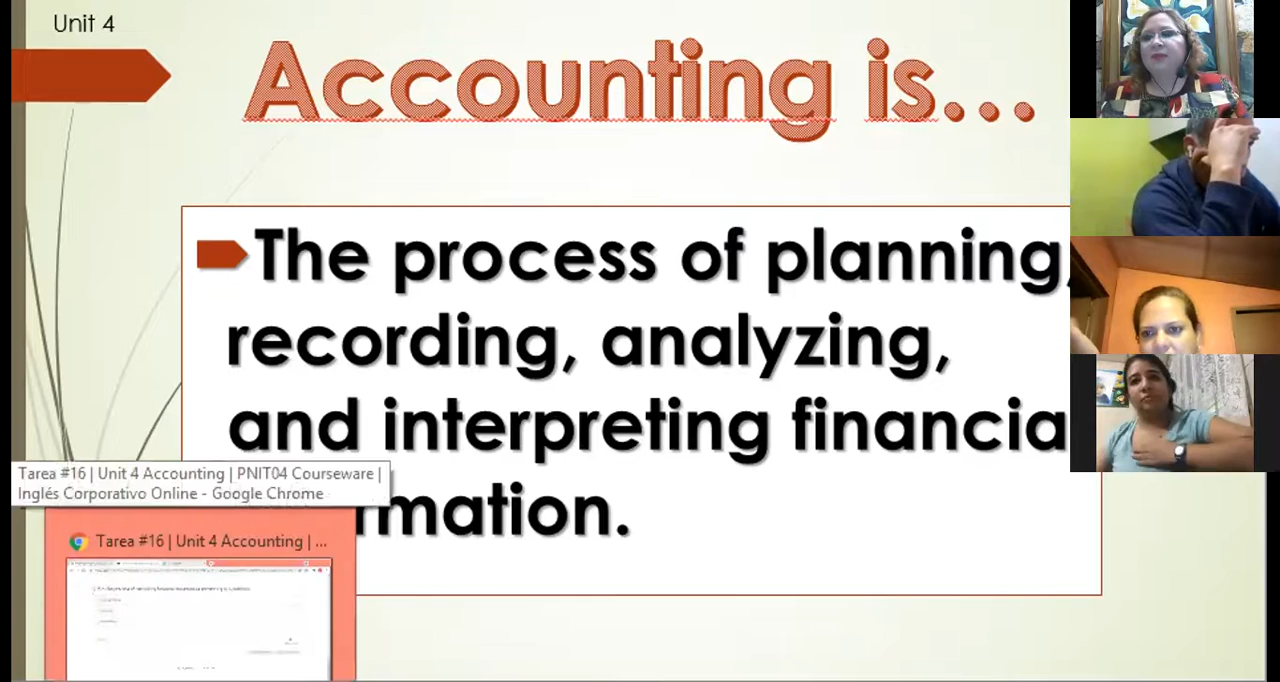 Unit 4
Accounting is...
The process of planning,
recording, analyzing,
and interpreting financia
rmation.
Tarea #16 | Unit 4 Accounting | PNIT04 Courseware |
Inglés Corporativo Online - Google Chrome
Tarea #16 | Unit 4 Accounting | ...